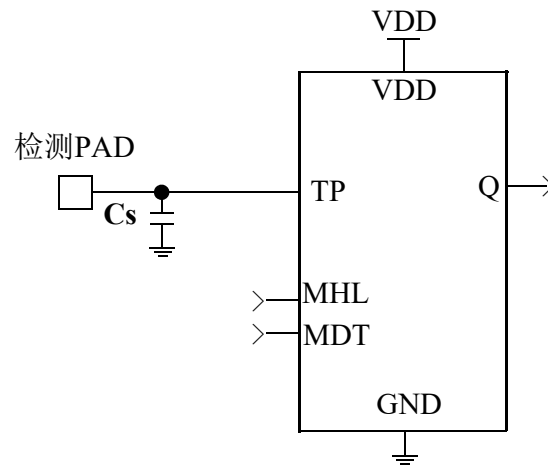 VDD
VDD
检测PAD
Cs
TP
Q
MHL
MDT
GND